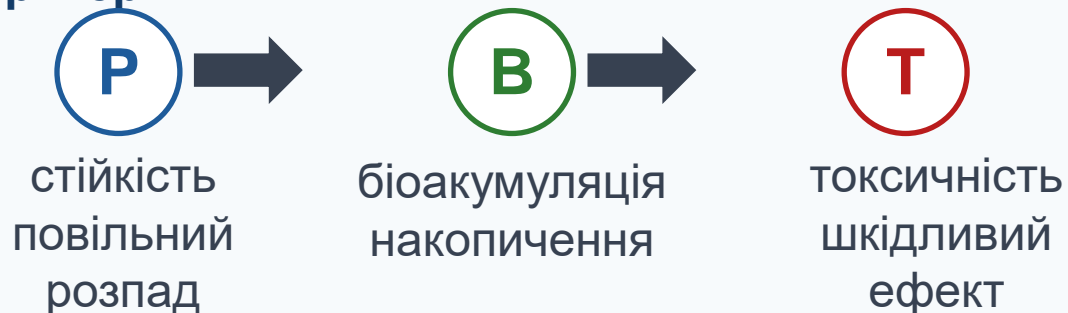 P
B
T
стійкість
повільний
розпад
біоакумуляція
накопичення
токсичність
шкідливий
ефект